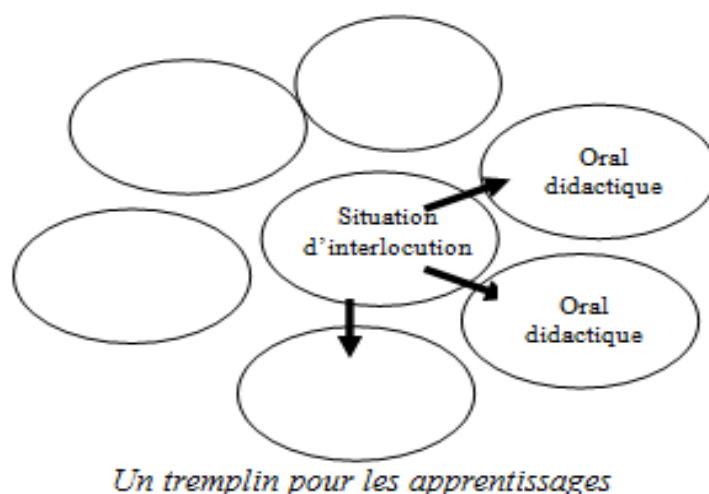 Oral
didactique
Situation
d'interlocution
Oral
didactique
Un tremplin pour les apprentissages